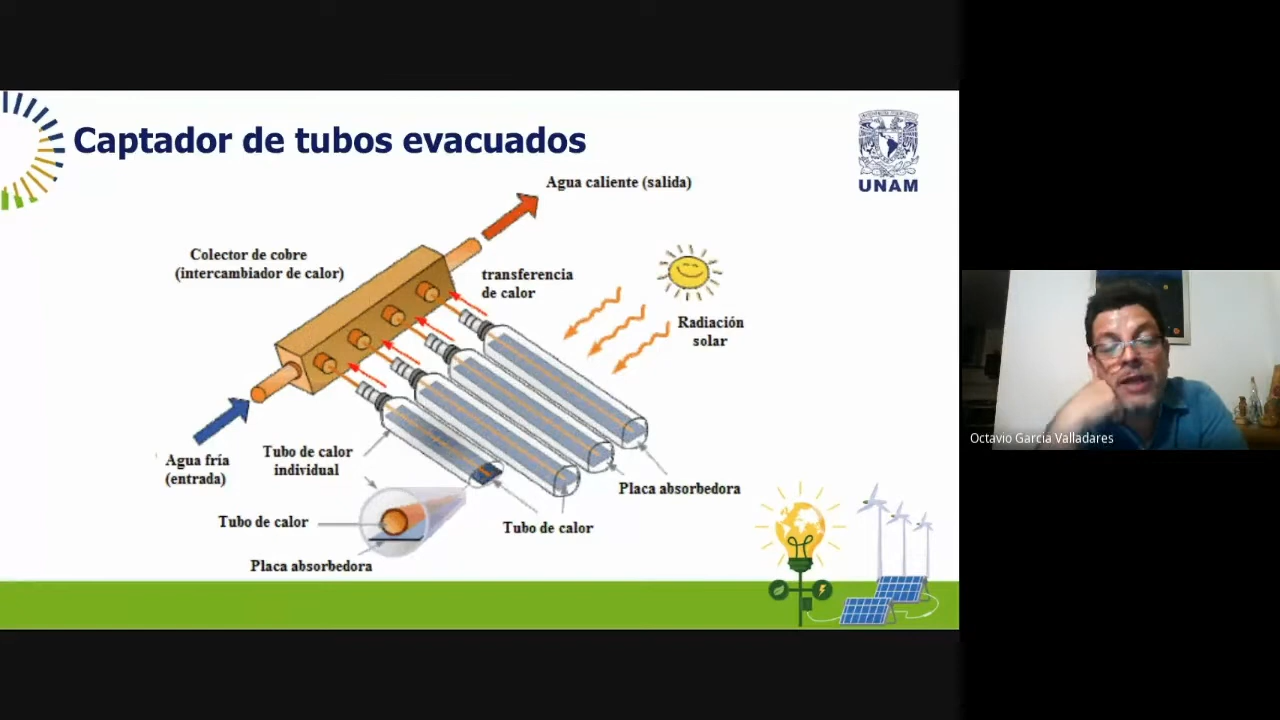 Captador de tubos evacuados
UNAM
Agua caliente (salida)
Colector de cobre
(intercambiador de calor)
transferencia
de calor
Radiación
solar
Agua fría
(entrada)
Tubo de calor
individual
Placa absorbedora
Tubo de calor
Tubo de calor
Placa absorbedora
Octavio García Valladares